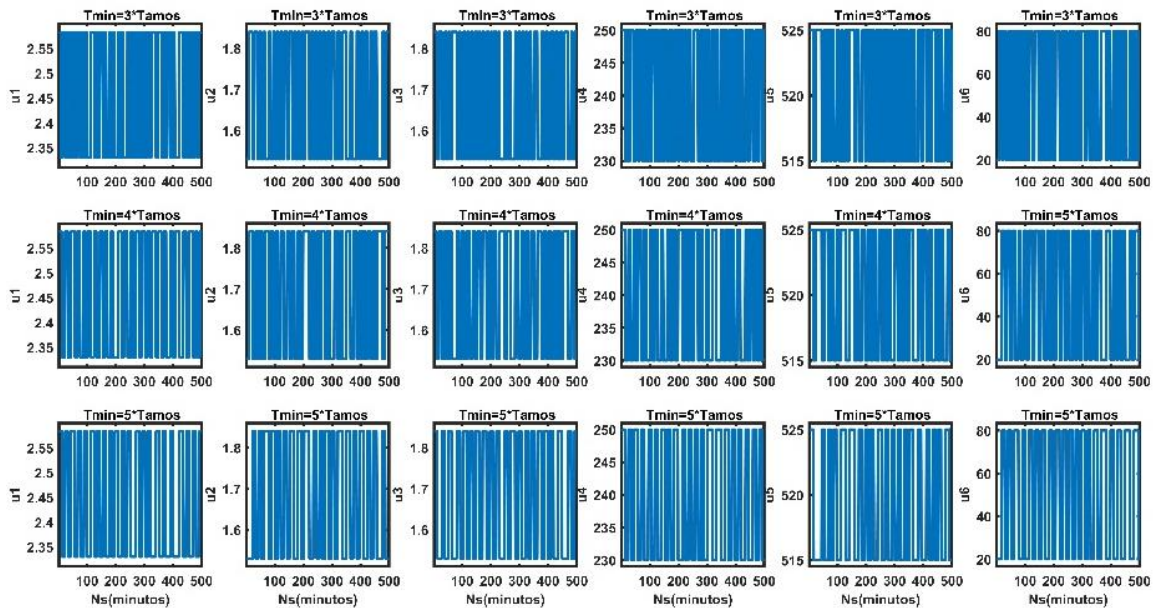 Tmin=3*Tamos Tmin=3*Tamos Tmin=3*Tamos Tmin=3*Tamos Tmin=3*Tamos Tmin=3*Tamos
u1 2.55 2.5 2.45 2.4 2.35
u2 1.8 1.7 1.6
u3 1.8 1.7 1.6
u4 250 245 240 235 230
u5 525 520 515
u6 80 60 40 20
100 200 300 400 500 100 200 300 400 500 100 200 300 400 500 100 200 300 400 500 100 200 300 400 500 100 200 300 400 500
Tmin=4*Tamos Tmin=4*Tamos Tmin=4*Tamos Tmin=4*Tamos Tmin=4*Tamos Tmin=5*Tamos
u1 2.55 2.5 2.45 2.4 2.35
u2 1.8 1.7 1.6
u3 1.8 1.7 1.6
u4 250 245 240 235 230
u5 525 520 515
u6 80 60 40 20
100 200 300 400 500 100 200 300 400 500 100 200 300 400 500 100 200 300 400 500 100 200 300 400 500 100 200 300 400 500
Tmin=5*Tamos Tmin=5*Tamos Tmin=5*Tamos Tmin=5*Tamos Tmin=5*Tamos Tmin=5*Tamos
u1 2.55 2.5 2.45 2.4 2.35
u2 1.8 1.7 1.6
u3 1.8 1.7 1.6
u4 250 245 240 235 230
u5 525 520 515
u6 80 60 40 20
100 200 300 400 500 100 200 300 400 500 100 200 300 400 500 100 200 300 400 500 100 200 300 400 500 100 200 300 400 500
Ns(minutos) Ns(minutos) Ns(minutos) Ns(minutos) Ns(minutos) Ns(minutos)